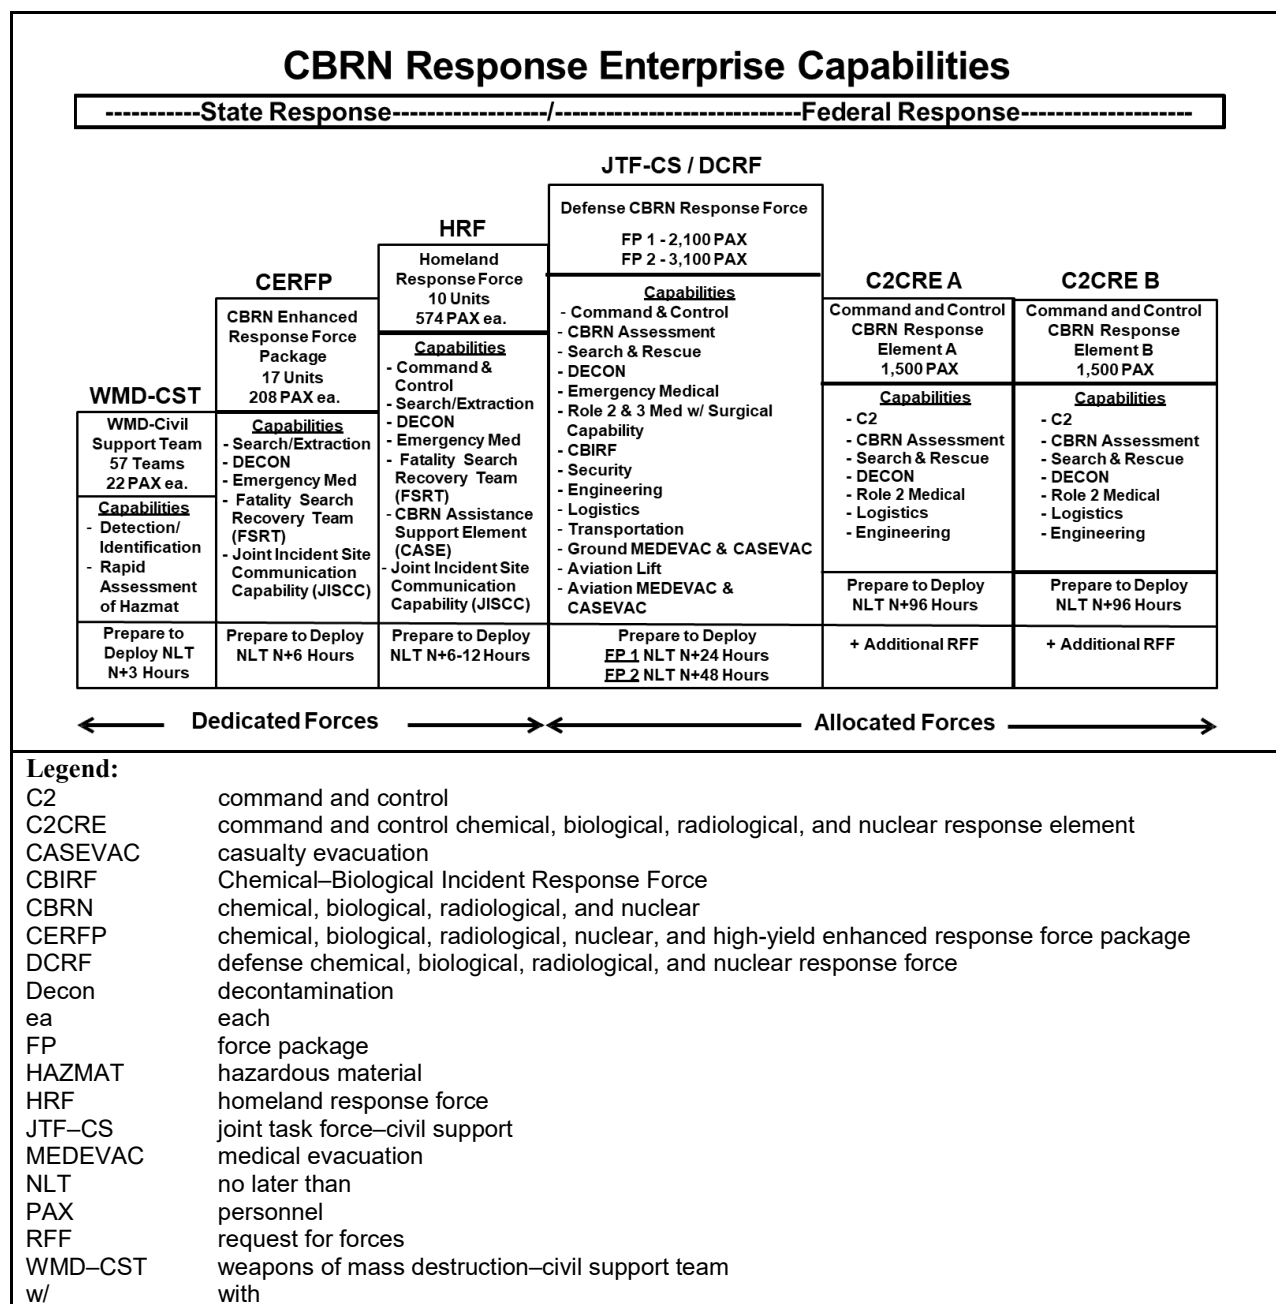 CBRN Response Enterprise Capabilities
-----------State Response------------------/----------------------------Federal Response--------------------
WMD-CST
WMD-Civil
Support Team
57 Teams
22 PAX ea.
Capabilities
- Detection/
Identification
- Rapid
Assessment
of Hazmat
Prepare to
Deploy NLT
N+3 Hours
CERFP
CBRN Enhanced
Response Force
Package
17 Units
208 PAX ea.
Capabilities
- Search/Extraction
- DECON
- Emergency Med
- Fatality Search
Recovery Team
(FSRT)
- Joint Incident Site
Communication
Capability (JISCC)
Prepare to Deploy
NLT N+6 Hours
HRF
Homeland
Response Force
10 Units
574 PAX ea.
Capabilities
- Command &
Control
- Search/Extraction
- DECON
- Emergency Med
- Fatality Search
Recovery Team
(FSRT)
- CBRN Assistance
Support Element
(CASE)
- Joint Incident Site
Communication
Capability (JISCC)
Prepare to Deploy
NLT N+6-12 Hours
JTF-CS / DCRF
Defense CBRN Response Force
FP 1 - 2,100 PAX
FP 2 - 3,100 PAX
Capabilities
- Command & Control
- CBRN Assessment
- Search & Rescue
- DECON
- Emergency Medical
- Role 2 & 3 Med w/ Surgical
Capability
- CBIRF
- Security
- Engineering
- Logistics
- Transportation
- Ground MEDEVAC & CASEVAC
- Aviation Lift
- Aviation MEDEVAC &
CASEVAC
Prepare to Deploy
FP 1 NLT N+24 Hours
FP 2 NLT N+48 Hours
C2CRE A
Command and Control
CBRN Response
Element A
1,500 PAX
Capabilities
- C2
- CBRN Assessment
- Search & Rescue
- DECON
- Role 2 Medical
- Logistics
- Engineering
Prepare to Deploy
NLT N+96 Hours
+ Additional RFF
C2CRE B
Command and Control
CBRN Response
Element B
1,500 PAX
Capabilities
- C2
- CBRN Assessment
- Search & Rescue
- DECON
- Role 2 Medical
- Logistics
- Engineering
Prepare to Deploy
NLT N+96 Hours
+ Additional RFF
Dedicated Forces
Allocated Forces
Legend:
C2 command and control
C2CRE command and control chemical, biological, radiological, and nuclear response element
CASEVAC casualty evacuation
CBIRF Chemical–Biological Incident Response Force
CBRN chemical, biological, radiological, and nuclear
CERFP chemical, biological, radiological, nuclear, and high-yield enhanced response force package
DCRF defense chemical, biological, radiological, and nuclear response force
Decon decontamination
ea each
FP force package
HAZMAT hazardous material
HRF homeland response force
JTF–CS joint task force–civil support
MEDEVAC medical evacuation
NLT no later than
PAX personnel
RFF request for forces
WMD–CST weapons of mass destruction–civil support team
w/ with